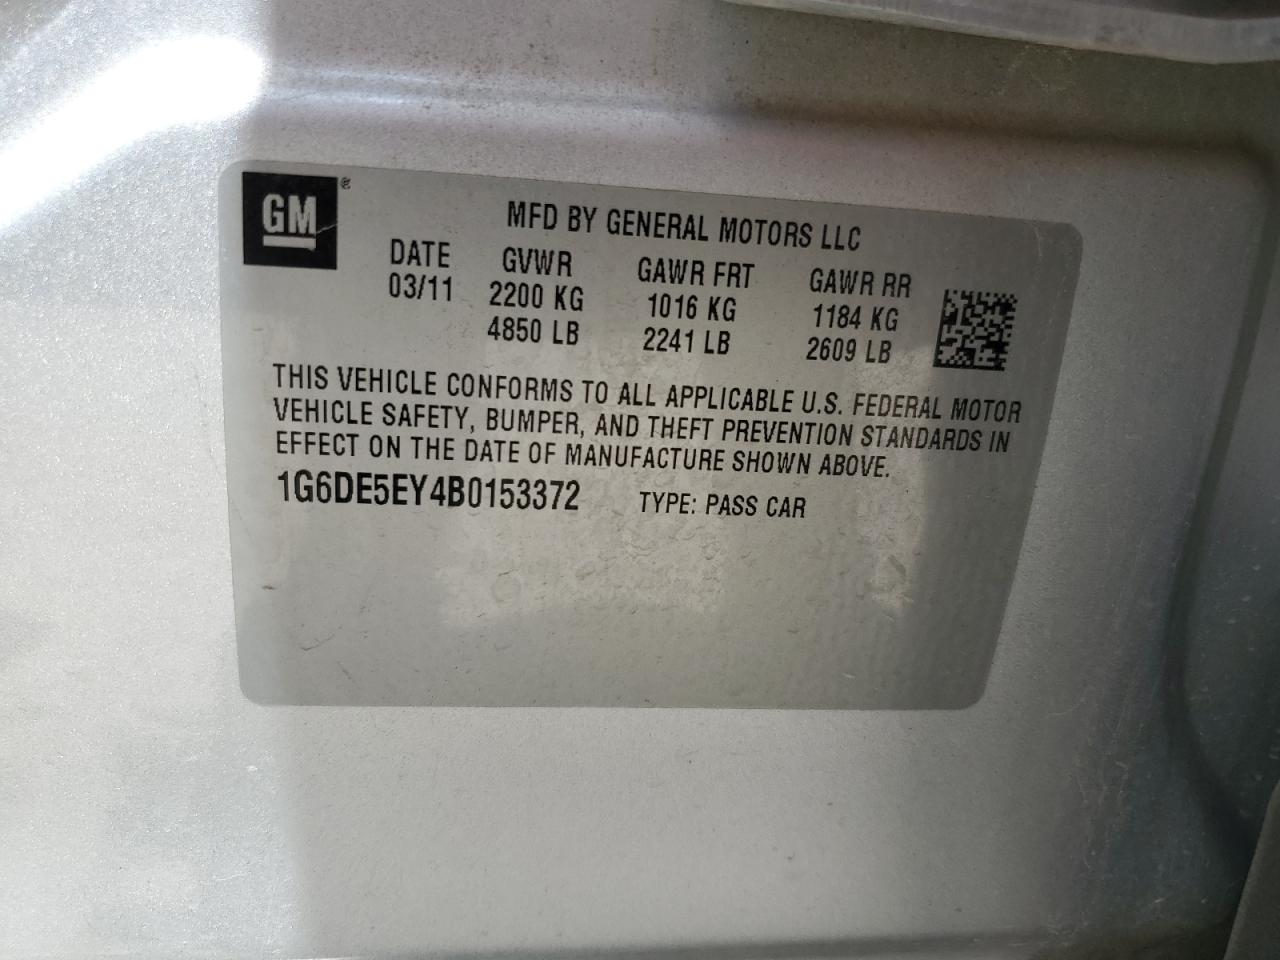 GM ®
MFD BY GENERAL MOTORS LLC
DATE GVWR GAWR FRT GAWR RR
03/11 2200 KG 1016 KG 1184 KG
4850 LB 2241 LB 2609 LB
THIS VEHICLE CONFORMS TO ALL APPLICABLE U.S. FEDERAL MOTOR
VEHICLE SAFETY, BUMPER, AND THEFT PREVENTION STANDARDS IN
EFFECT ON THE DATE OF MANUFACTURE SHOWN ABOVE.
1G6DE5EY4B0153372 TYPE: PASS CAR